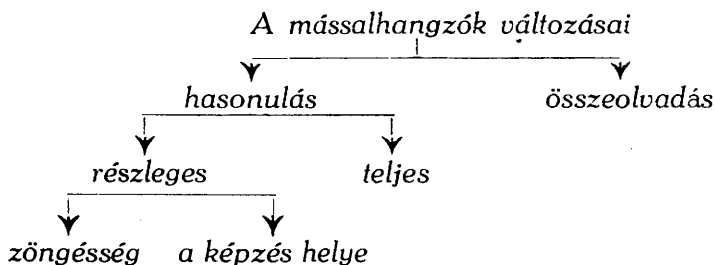 A mássalhangzók változásai
hasonulás összeolvadás
részleges teljes
zöngésség a képzés helye